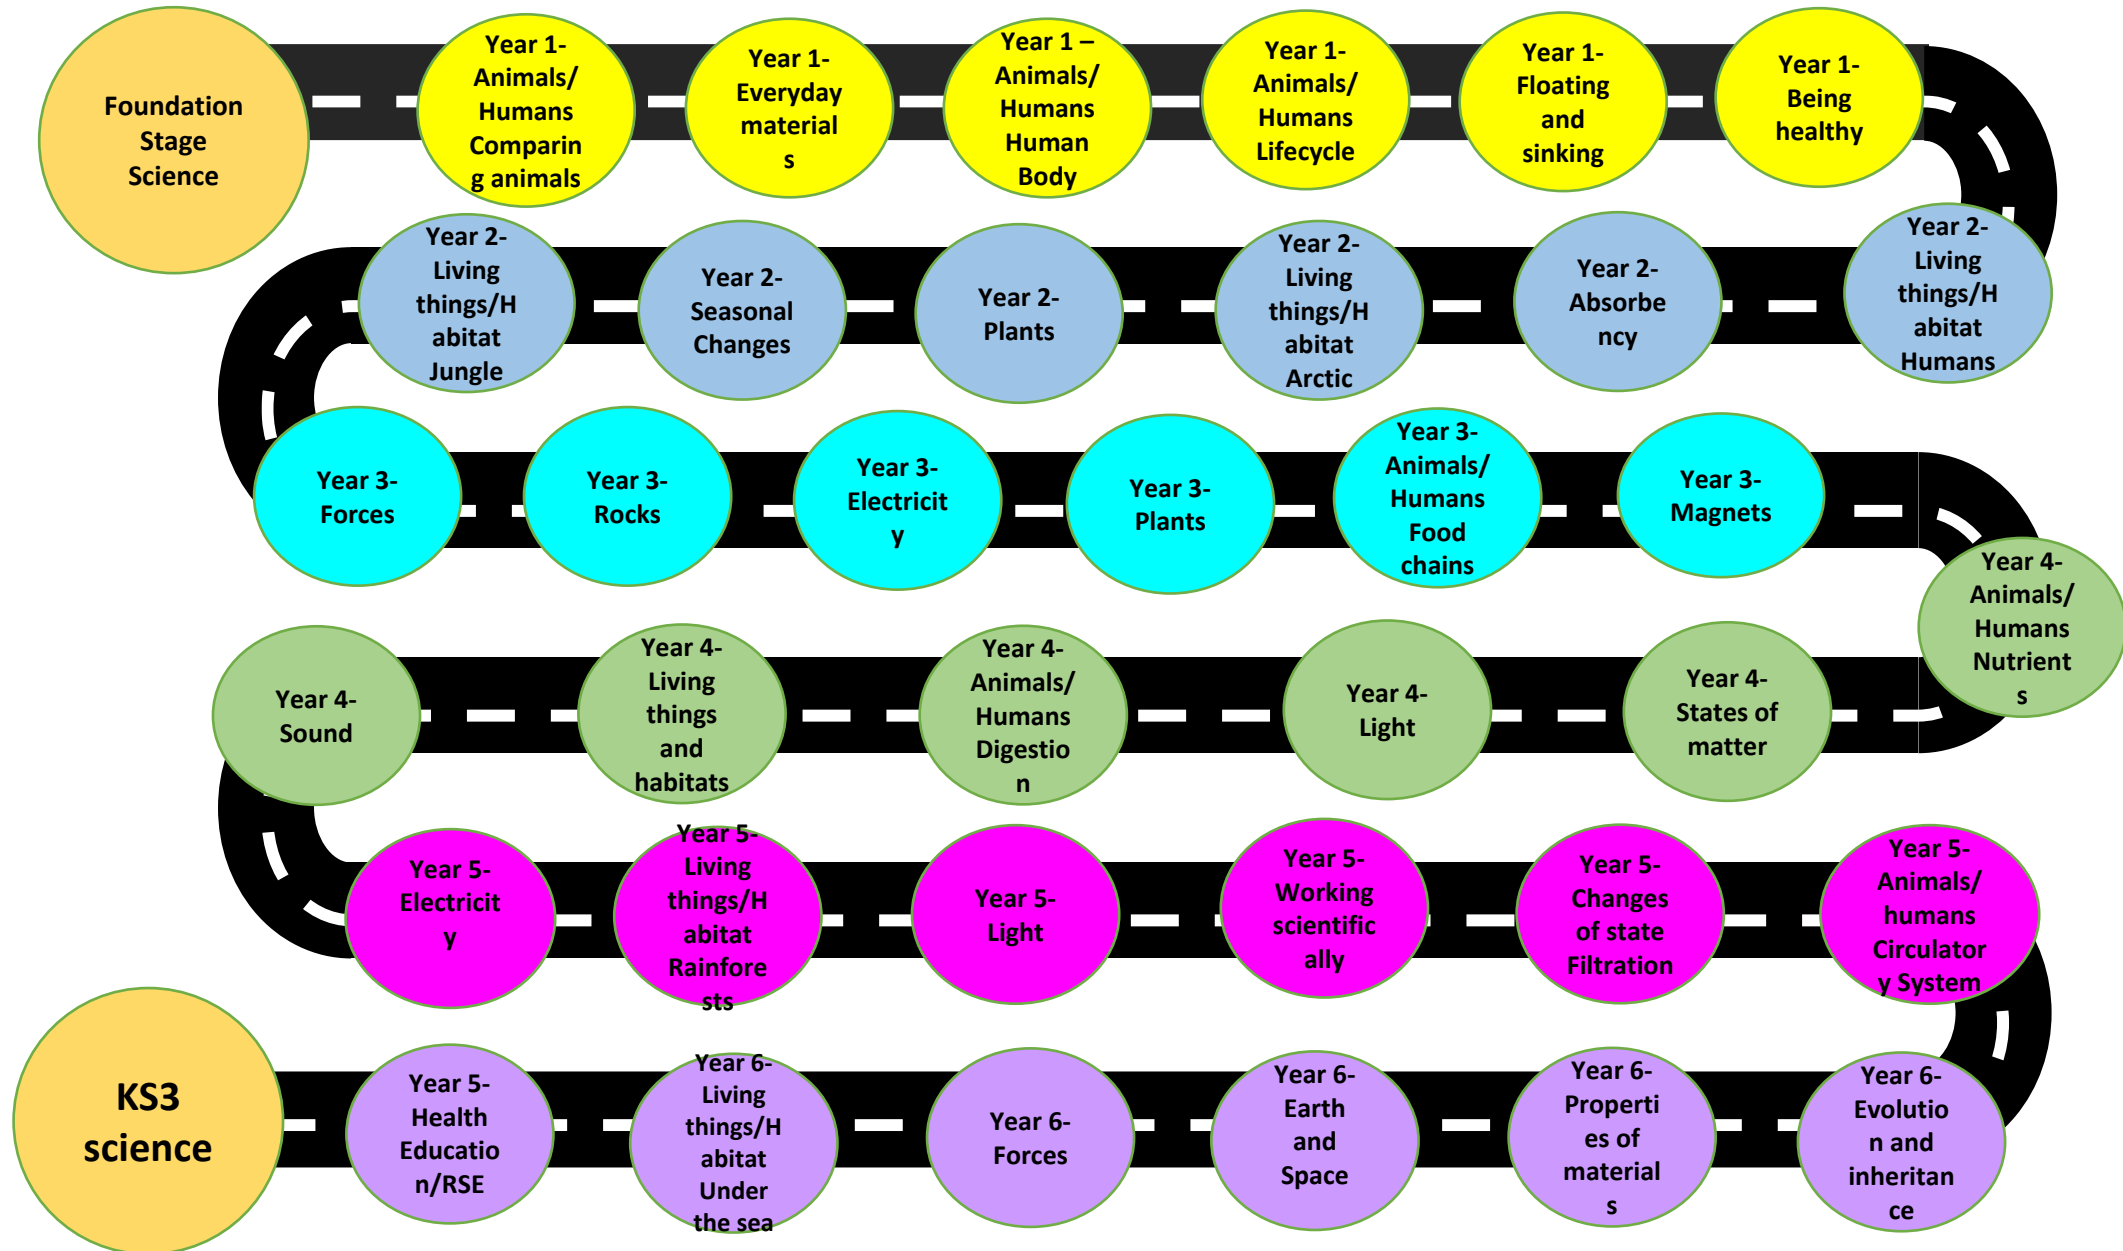 Foundation
Stage
Science
Year 1-
Animals/
Humans
Comparin
g animals
Year 1-
Everyday
material
s
Year 1 –
Animals/
Humans
Human
Body
Year 1-
Animals/
Humans
Lifecycle
Year 1-
Floating
and
sinking
Year 1-
Being
healthy
Year 2-
Living
things/H
abitat
Jungle
Year 2-
Seasonal
Changes
Year 2-
Plants
Year 2-
Living
things/H
abitat
Arctic
Year 2-
Absorbe
ncy
Year 2-
Living
things/H
abitat
Humans
Year 3-
Forces
Year 3-
Rocks
Year 3-
Electricit
y
Year 3-
Plants
Year 3-
Animals/
Humans
Food
chains
Year 3-
Magnets
Year 4-
Animals/
Humans
Nutrient
s
Year 4-
Sound
Year 4-
Living
things
and
habitats
Year 4-
Animals/
Humans
Digestio
n
Year 4-
Light
Year 4-
States of
matter
Year 5-
Electricit
y
Year 5-
Living
things/H
abitat
Rainfore
sts
Year 5-
Light
Year 5-
Working
scientific
ally
Year 5-
Changes
of state
Filtration
Year 5-
Animals/
humans
Circulator
y System
KS3
science
Year 5-
Health
Educatio
n/RSE
Year 6-
Living
things/H
abitat
Under
the sea
Year 6-
Forces
Year 6-
Earth
and
Space
Year 6-
Properti
es of
material
s
Year 6-
Evolutio
n and
inheritan
ce